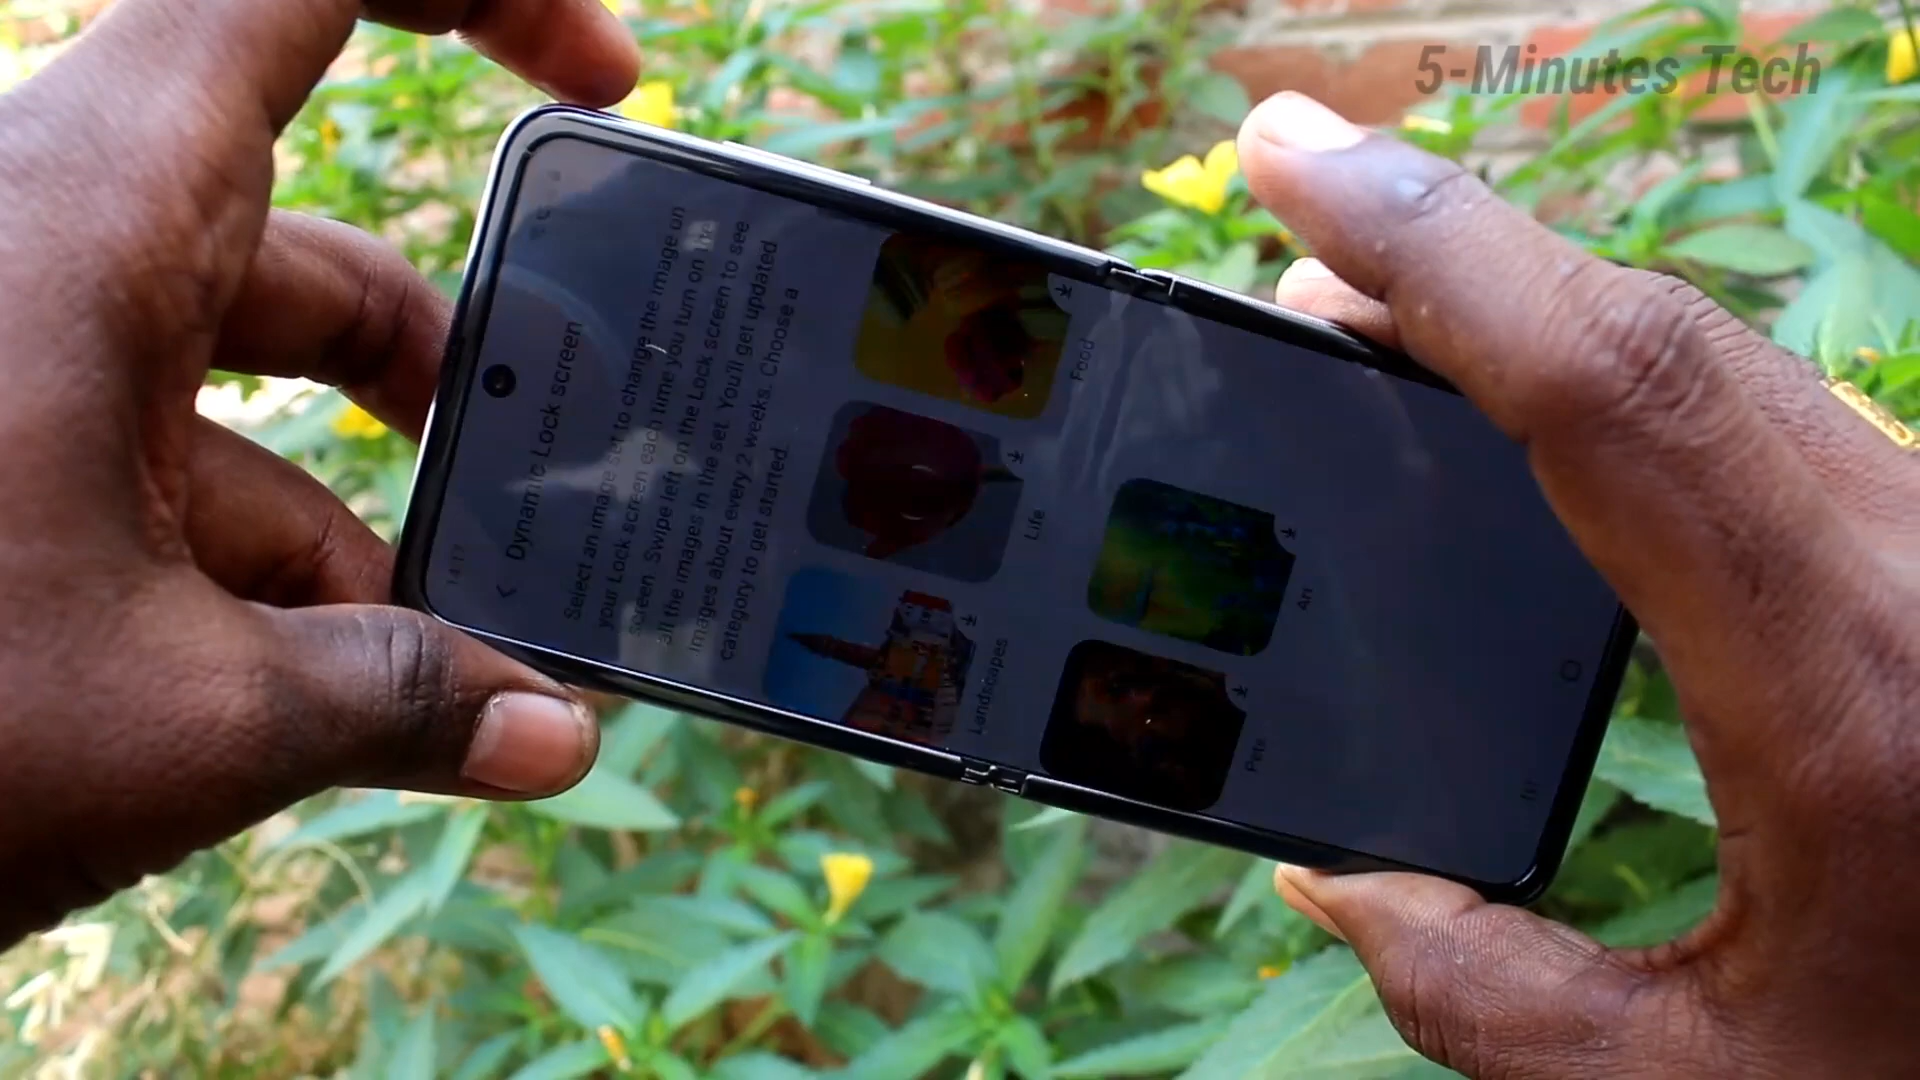 5-Minutes Tech
14:17
Dynamic Lock screen
Select an image set to change the image on
your Lock screen each time you turn on the
screen. Swipe left on the Lock screen to see
all the images in the set. You'll get updated
images about every 2 weeks. Choose a
category to get started.
Landscapes
Life
Food
Pets
Art